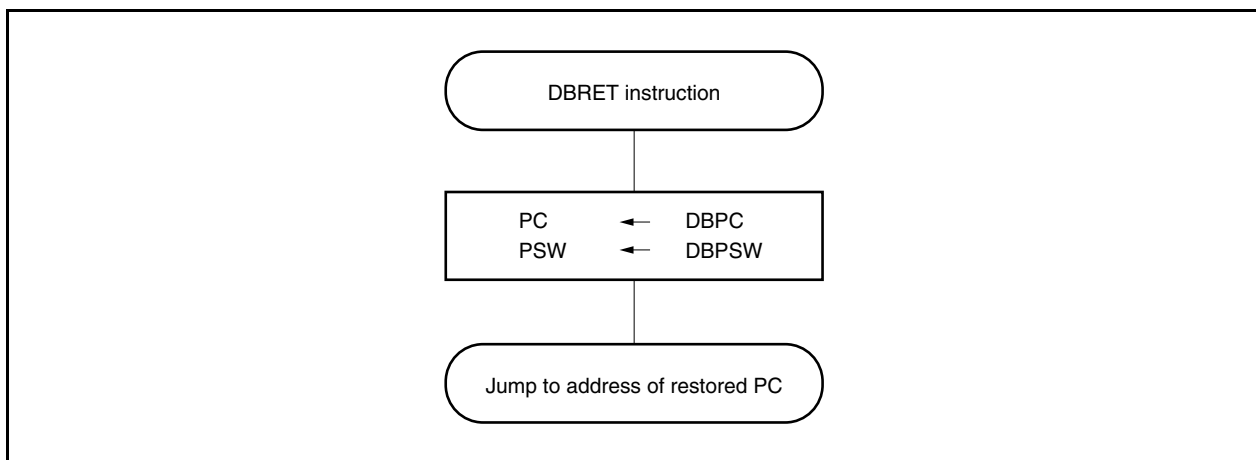 DBRET instruction
PC ← DBPC
PSW ← DBPSW
Jump to address of restored PC